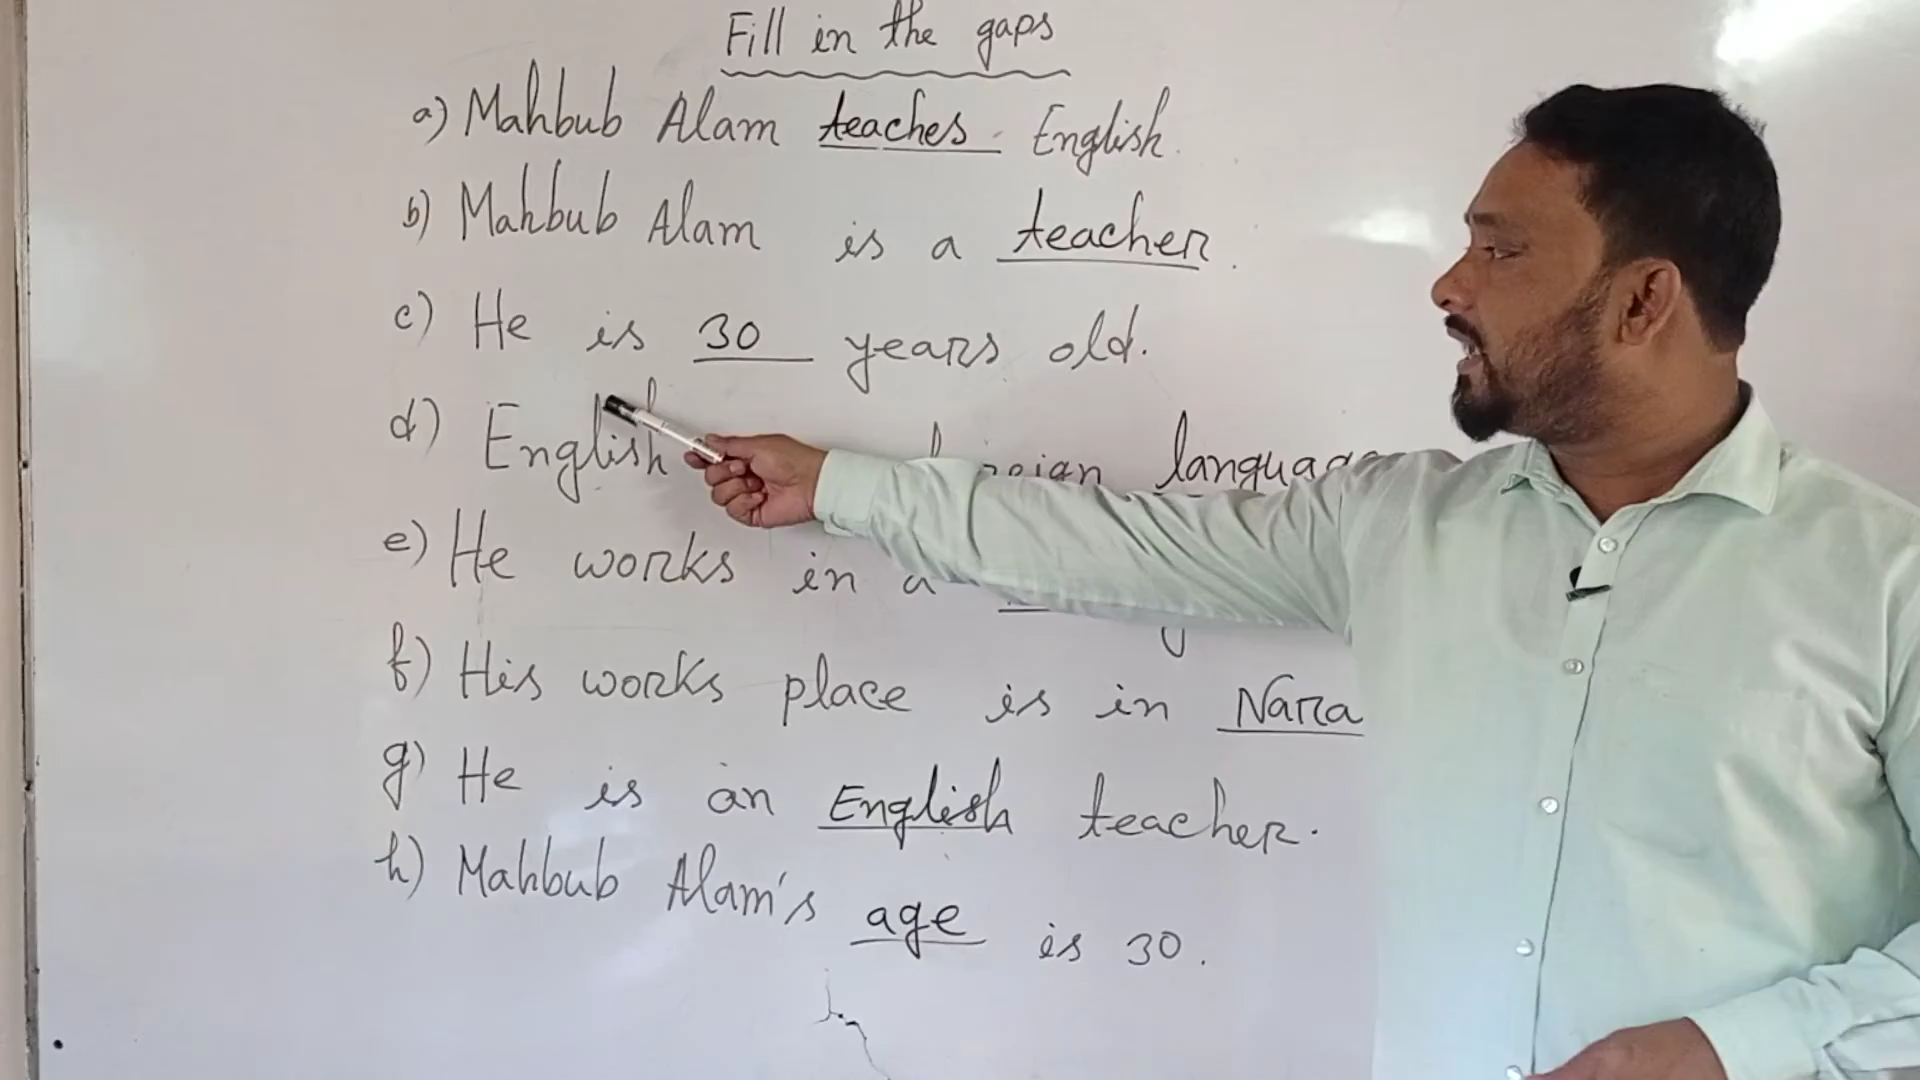 Fill in the gaps
a) Mahbub Alam teaches English.
b) Mahbub Alam is a teacher.
c) He is 30 years old.
d) English language
e) He works in a
f) His works place is in Nara
g) He is an English teacher.
h) Mahbub Alam's age is 30.